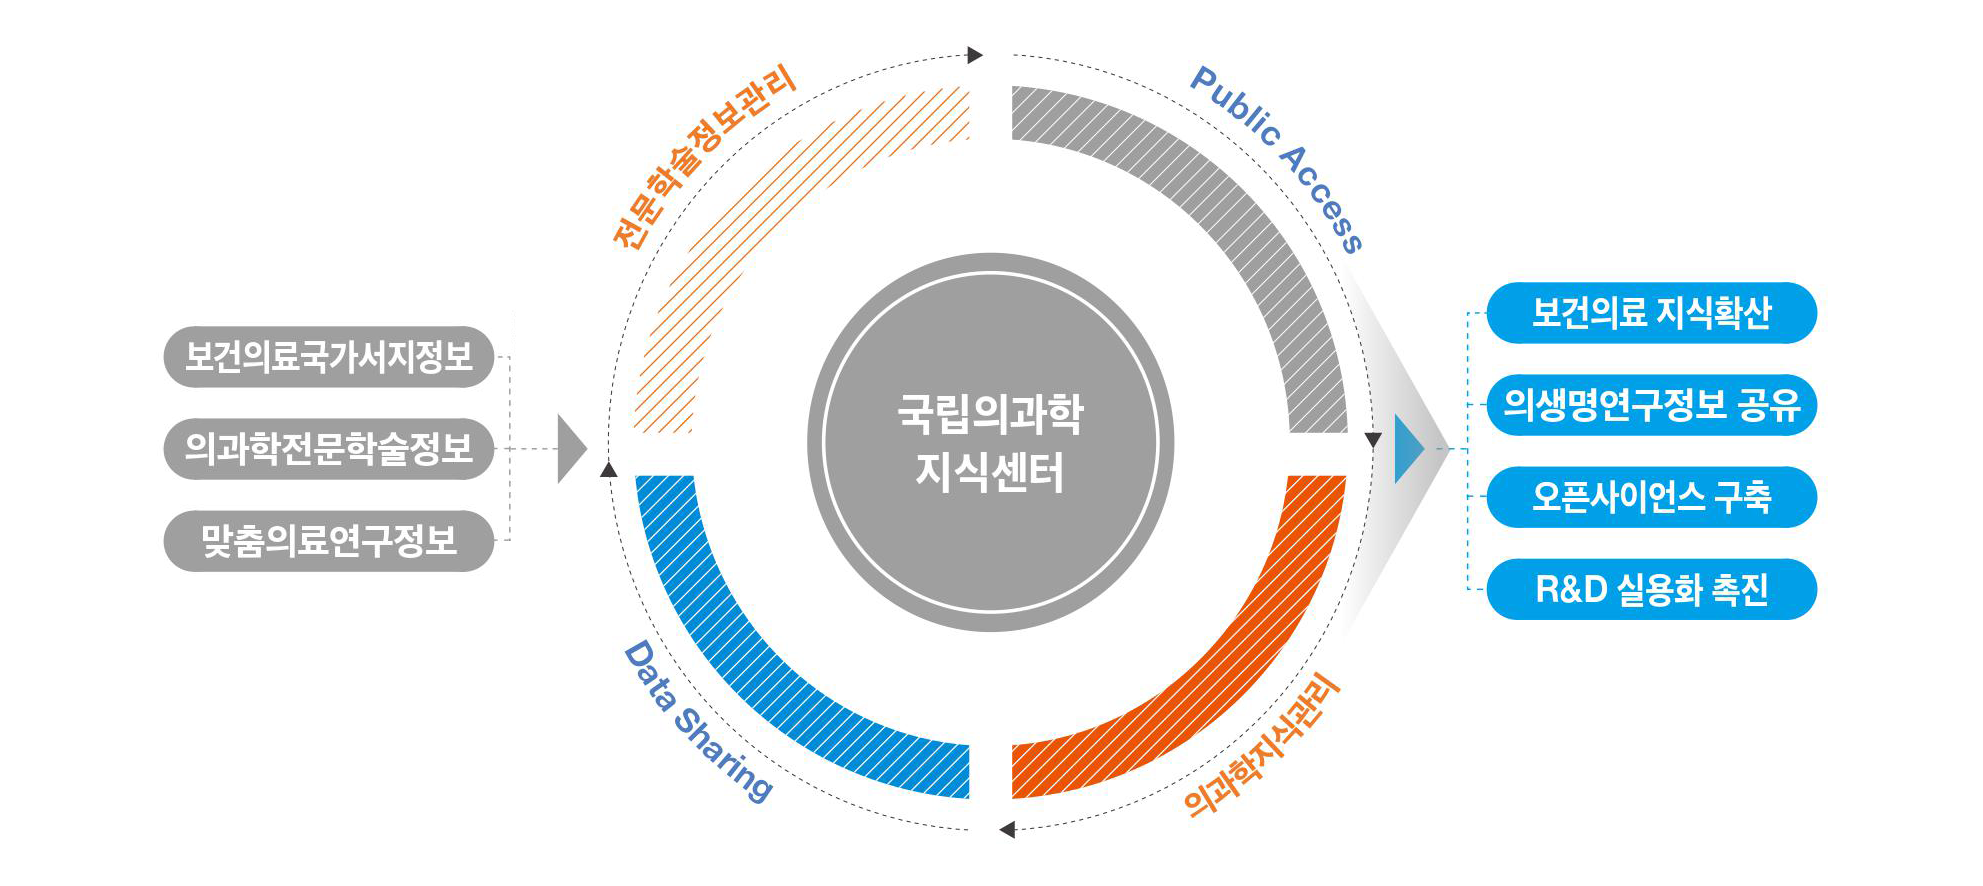 보건의료국가서지정보
의과학전문학술정보
맞춤의료연구정보
전문학술정보관리
Public Access
국립의과학
지식센터
Data Sharing
의과학지식관리
보건의료 지식확산
의생명연구정보 공유
오픈사이언스 구축
R&D 실용화 촉진